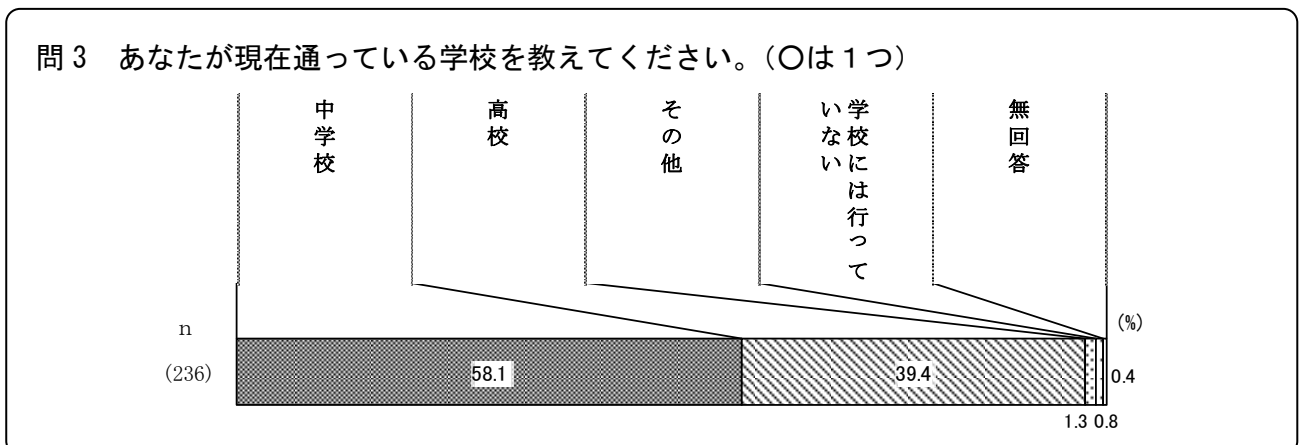 問3 あなたが現在通っている学校を教えてください。(〇は1つ)
中学校
高校
その他
学校には行って
いない
無回答
(%)
n
(236)
58.1
39.4
0.4
1.3 0.8